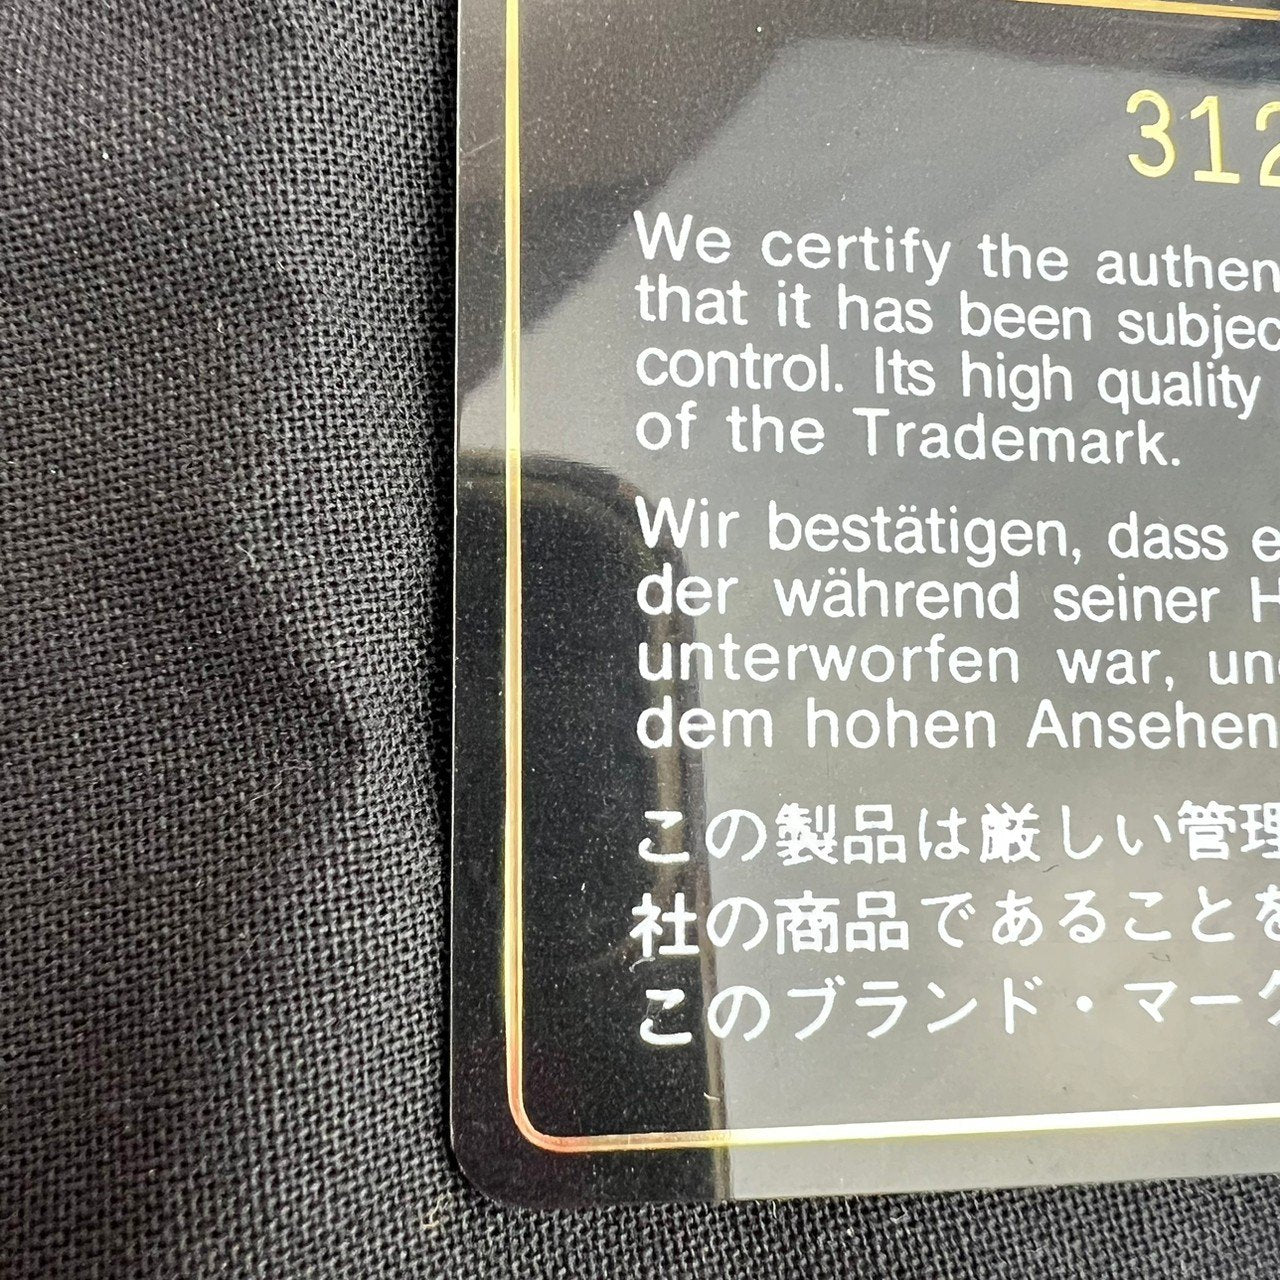 312
We certify the authen
that it has been subjec
control. Its high quality
of the Trademark.
Wir bestätigen, dass e
der während seiner H
unterworfen war, un
dem hohen Ansehen
この製品は厳しい管理
社の商品であることを
このブランド・マーク